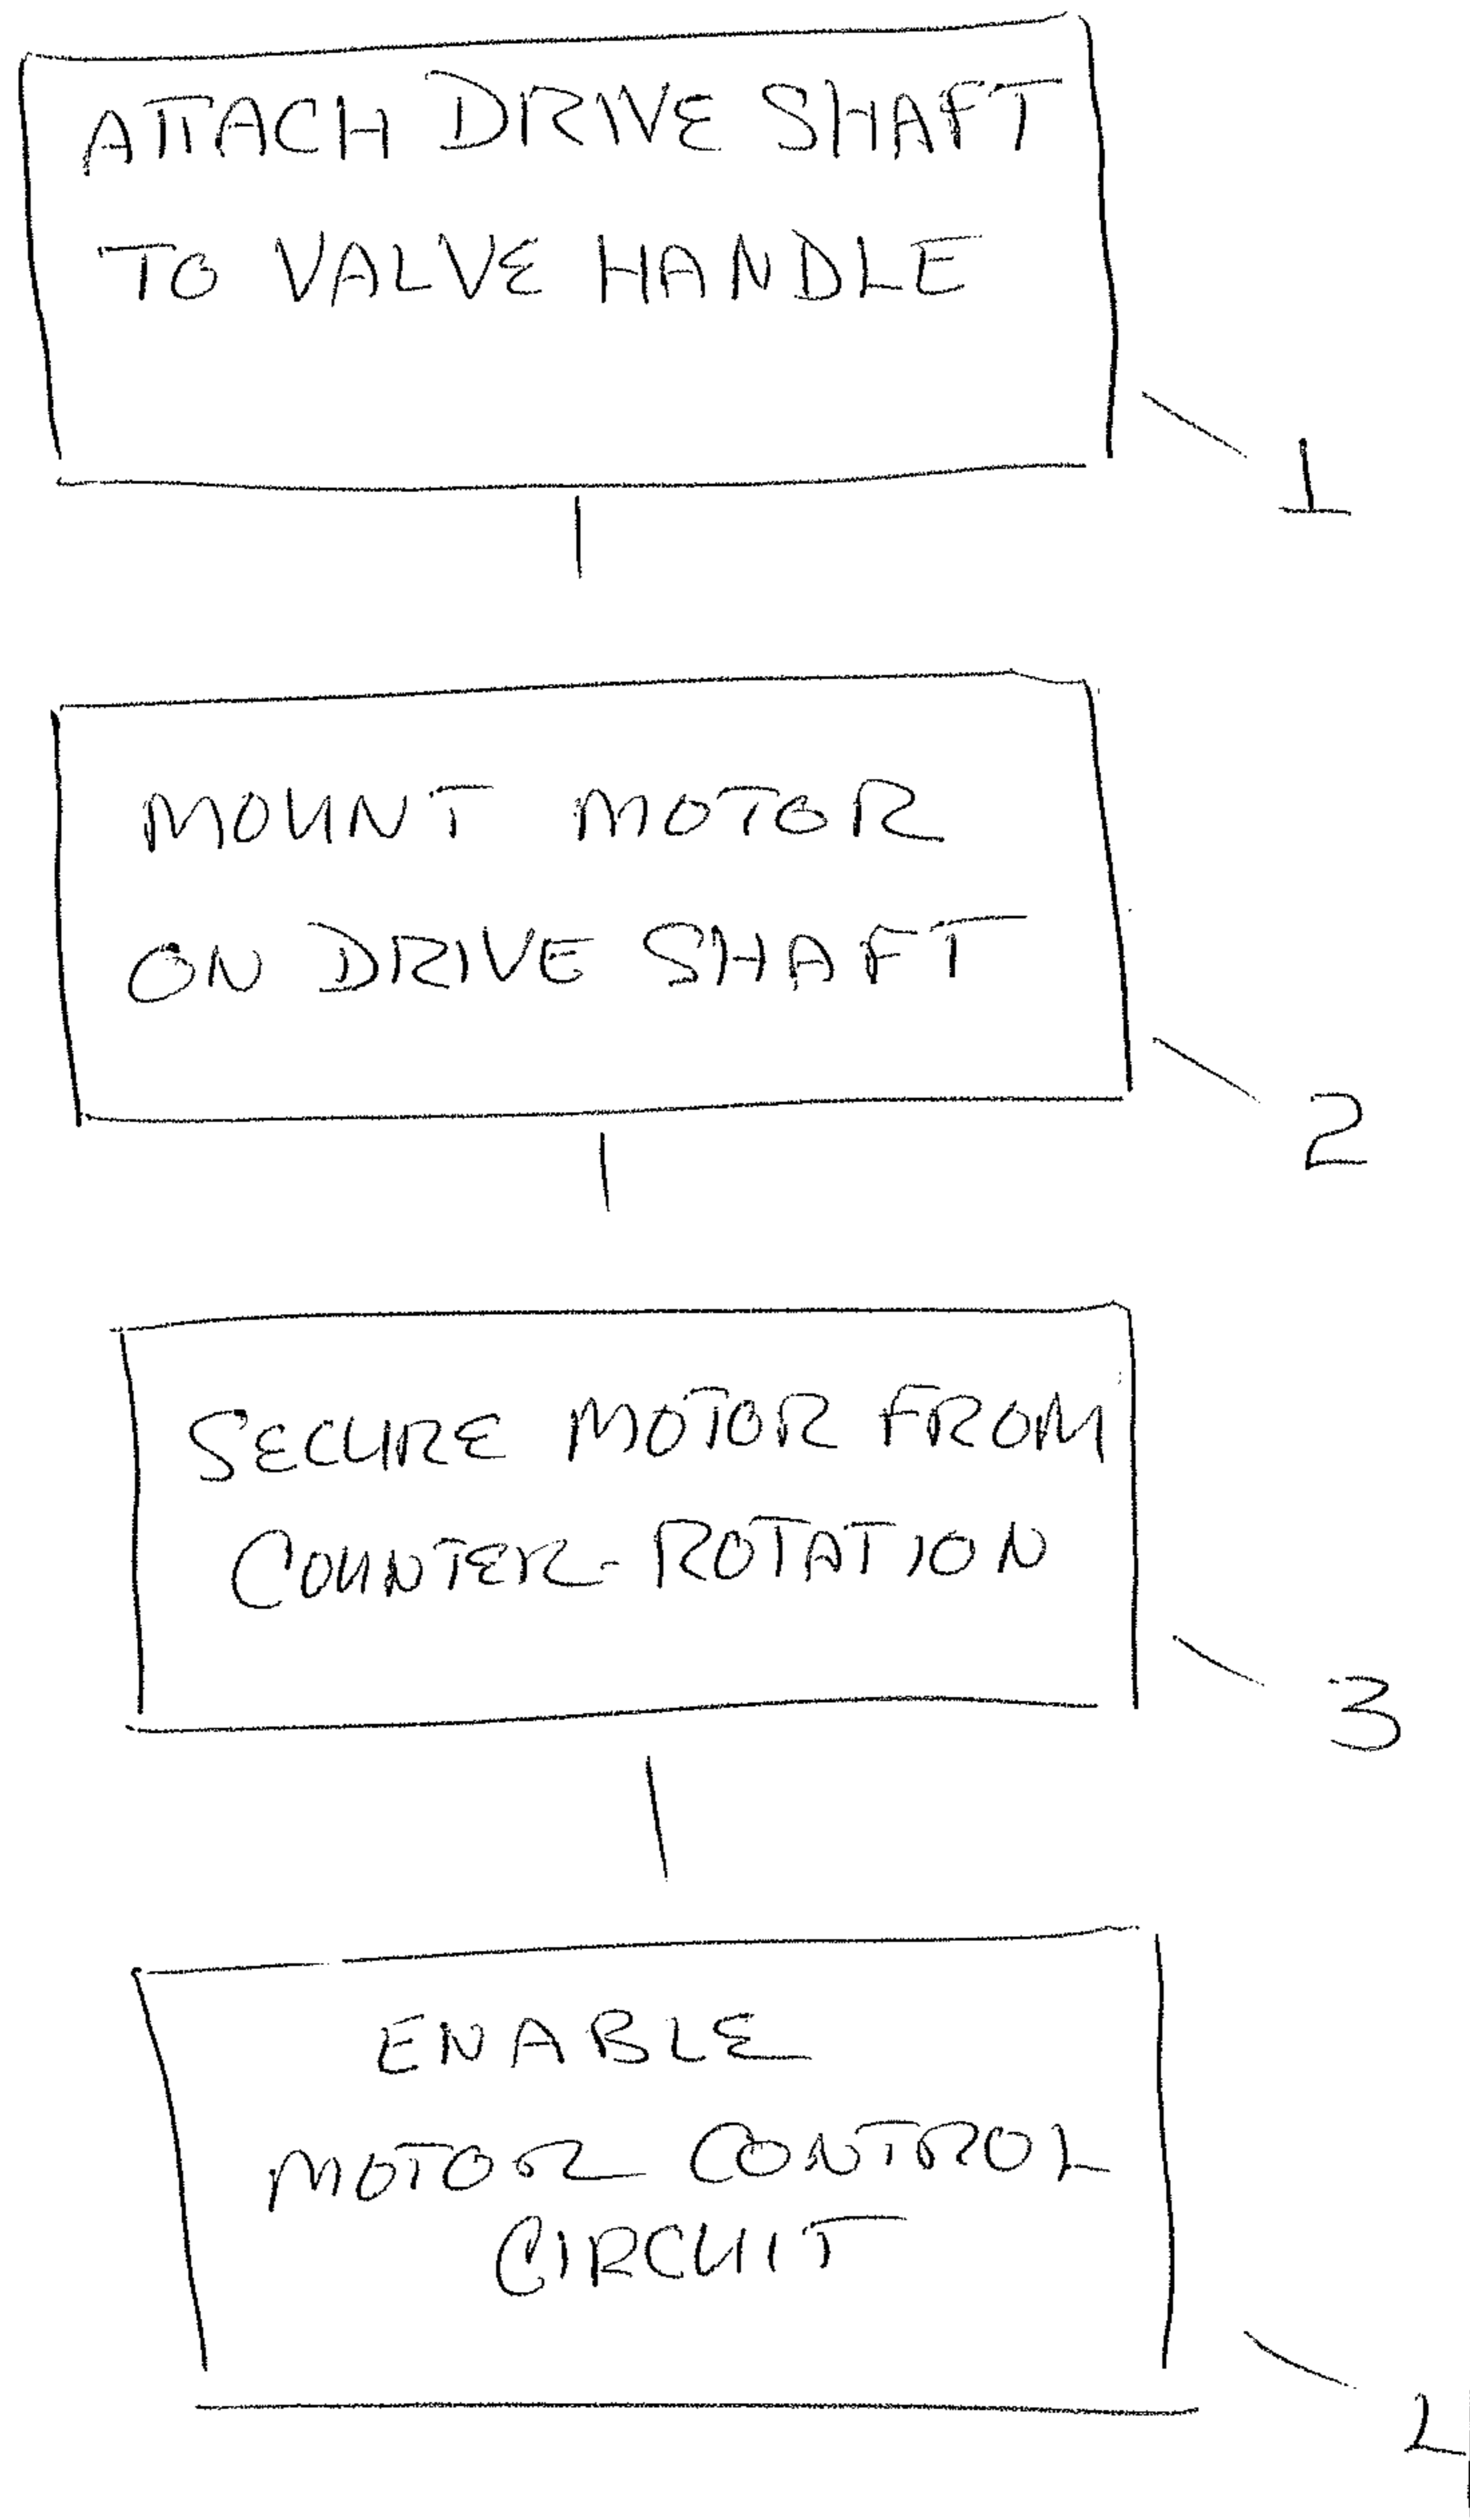 ATTACH DRIVE SHAFT
TO VALVE HANDLE
1
MOUNT MOTOR
ON DRIVE SHAFT
2
SECURE MOTOR FROM
COUNTER-ROTATION
3
ENABLE
MOTOR CONTROL
CIRCUIT
4